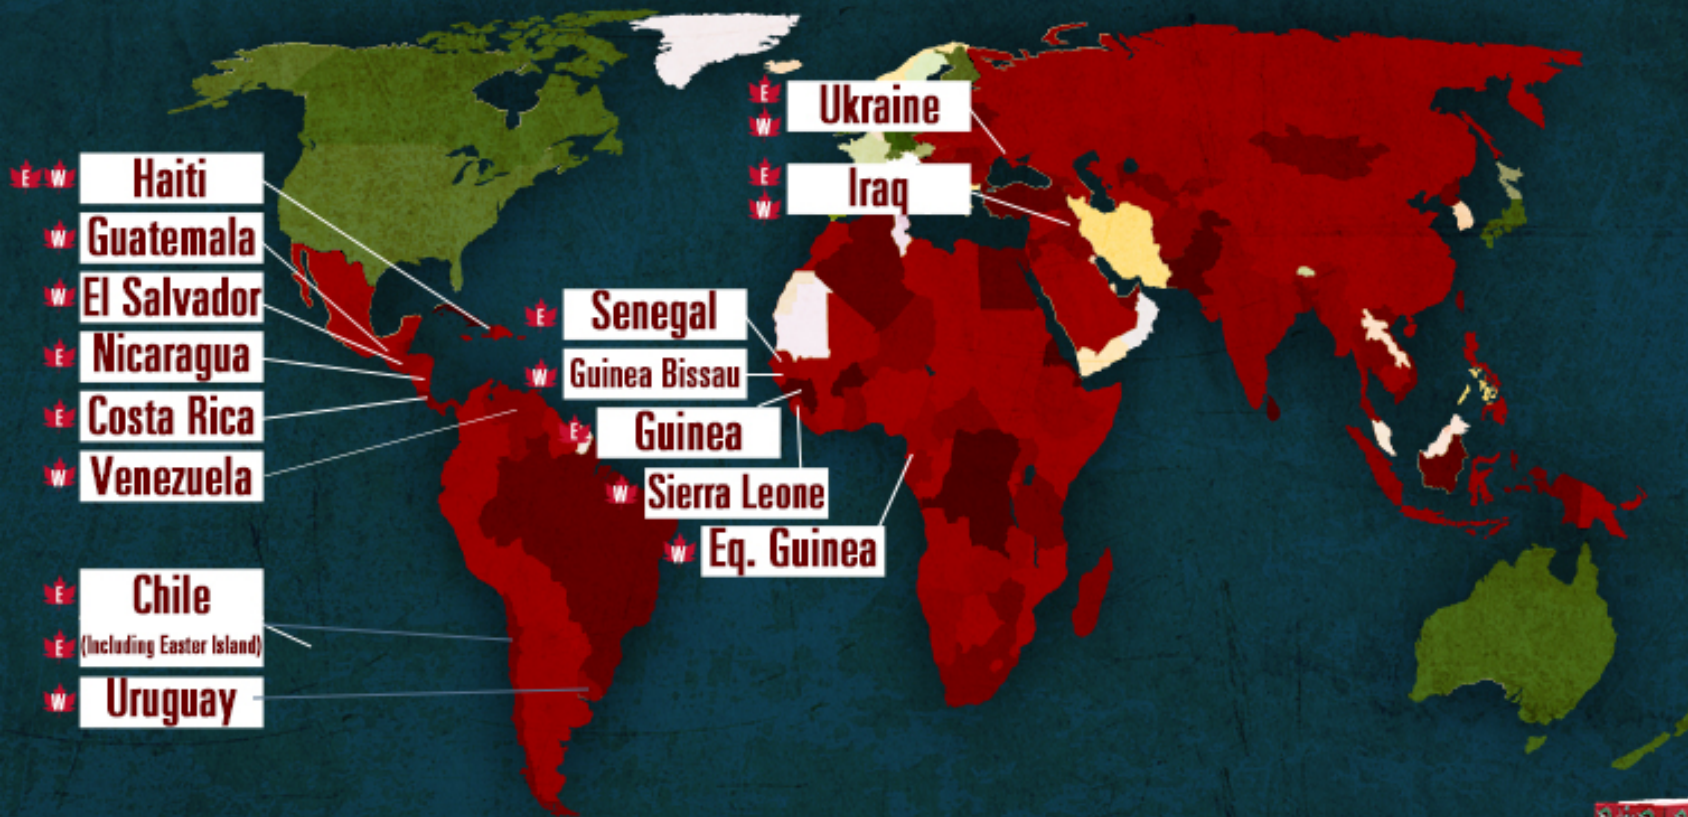 E W Haiti
W Guatemala
W El Salvador
E Nicaragua
E Costa Rica
W Venezuela
E Chile
E (Including Easter Island)
W Uruguay
E W Ukraine
E W Iraq
E Senegal
W Guinea Bissau
E Guinea
W Sierra Leone
W Eq. Guinea